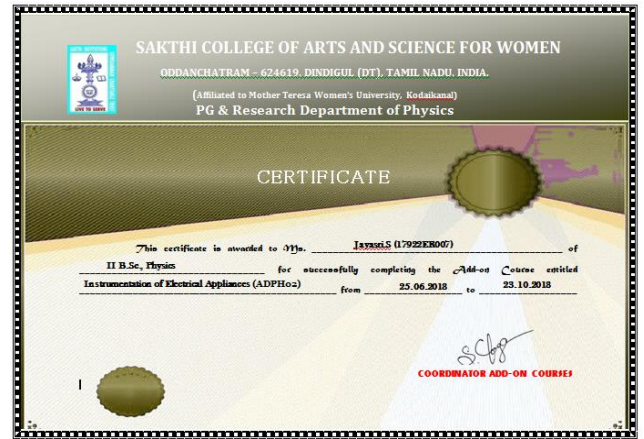 SAKTHI COLLEGE OF ARTS AND SCIENCE FOR WOMEN
ODDANCHATRAM – 624619. DINDIGUL (DT). TAMIL NADU. INDIA.
(Affiliated to Mother Teresa Women's University, Kodaikanal)
PG & Research Department of Physics
LIVE TO SERVE
CERTIFICATE
This certificate is awarded to Ms. Jayasri.S (17922ER007) of
II B.Sc., Physics for successfully completing the Add-on Course entitled
Instrumentation of Electrical Appliances (ADPH02) from 25.06.2018 to 23.10.2018
COORDINATOR ADD-ON COURSES